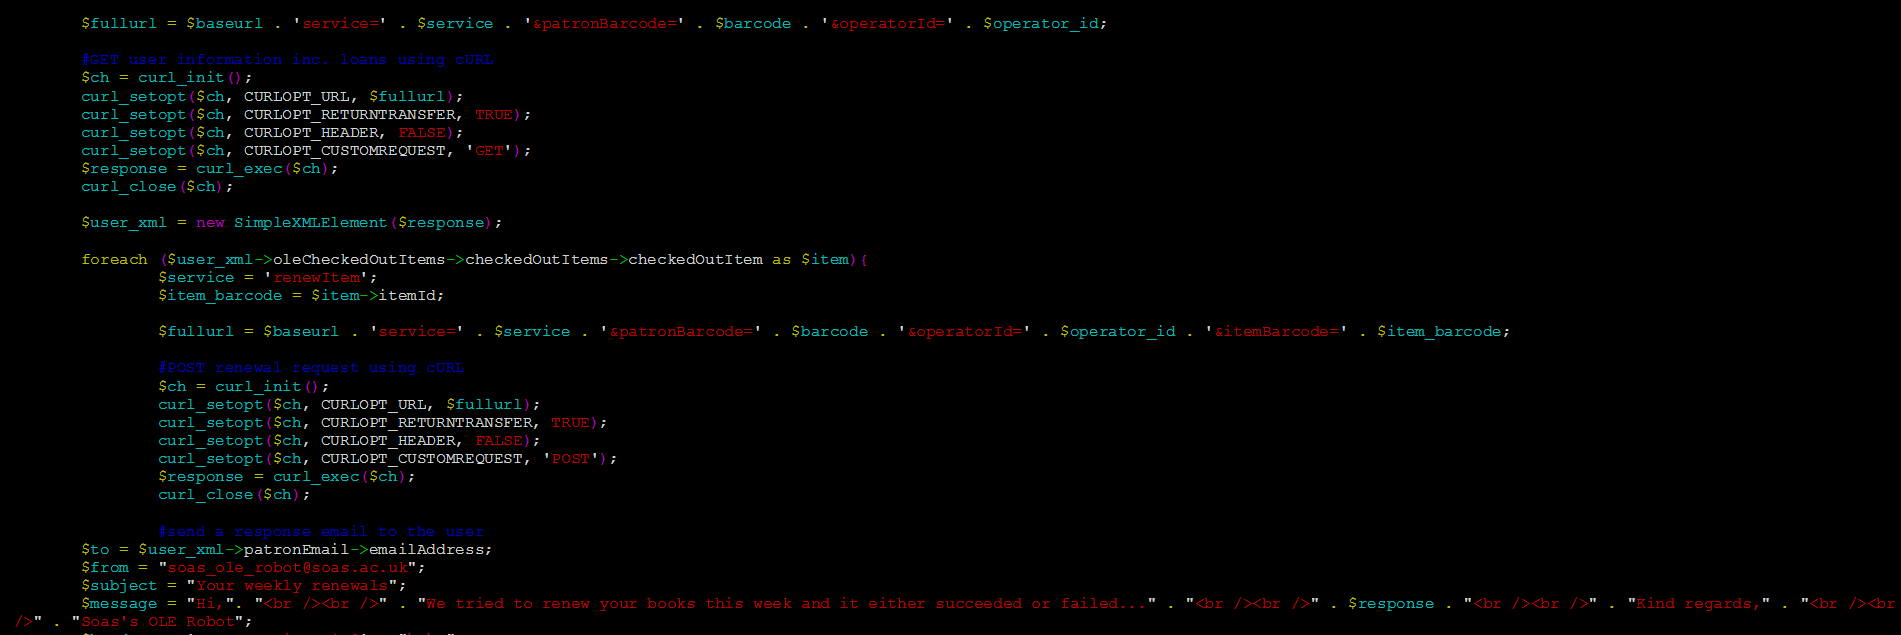 $fullurl = $baseurl . 'service=' . $service . '&patronBarcode=' . $barcode . '&operatorId=' . $operator_id;
#GET user information inc. loans using cURL
$ch = curl_init();
curl_setopt($ch, CURLOPT_URL, $fullurl);
curl_setopt($ch, CURLOPT_RETURNTRANSFER, TRUE);
curl_setopt($ch, CURLOPT_HEADER, FALSE);
curl_setopt($ch, CURLOPT_CUSTOMREQUEST, 'GET');
$response = curl_exec($ch);
curl_close($ch);
$user_xml = new SimpleXMLElement($response);
foreach ($user_xml->oleCheckedOutItems->checkedOutItems->checkedOutItem as $item){
$service = 'renewItem';
$item_barcode = $item->itemId;
$fullurl = $baseurl . 'service=' . $service . '&patronBarcode=' . $barcode . '&operatorId=' . $operator_id . '&itemBarcode=' . $item_barcode;
#POST renewal request using cURL
$ch = curl_init();
curl_setopt($ch, CURLOPT_URL, $fullurl);
curl_setopt($ch, CURLOPT_RETURNTRANSFER, TRUE);
curl_setopt($ch, CURLOPT_HEADER, FALSE);
curl_setopt($ch, CURLOPT_CUSTOMREQUEST, 'POST');
$response = curl_exec($ch);
curl_close($ch);
#send a response email to the user
$to = $user_xml->patronEmail->emailAddress;
$from = "soas_ole_robot@soas.ac.uk";
$subject = "Your weekly renewals";
$message = "Hi,". "<br /><br />" . "We tried to renew your books this week and it either succeeded or failed..." . "<br /><br />" . $response . "<br /><br />" . "Kind regards," . "<br /><br
/>" . "Soas's OLE Robot";